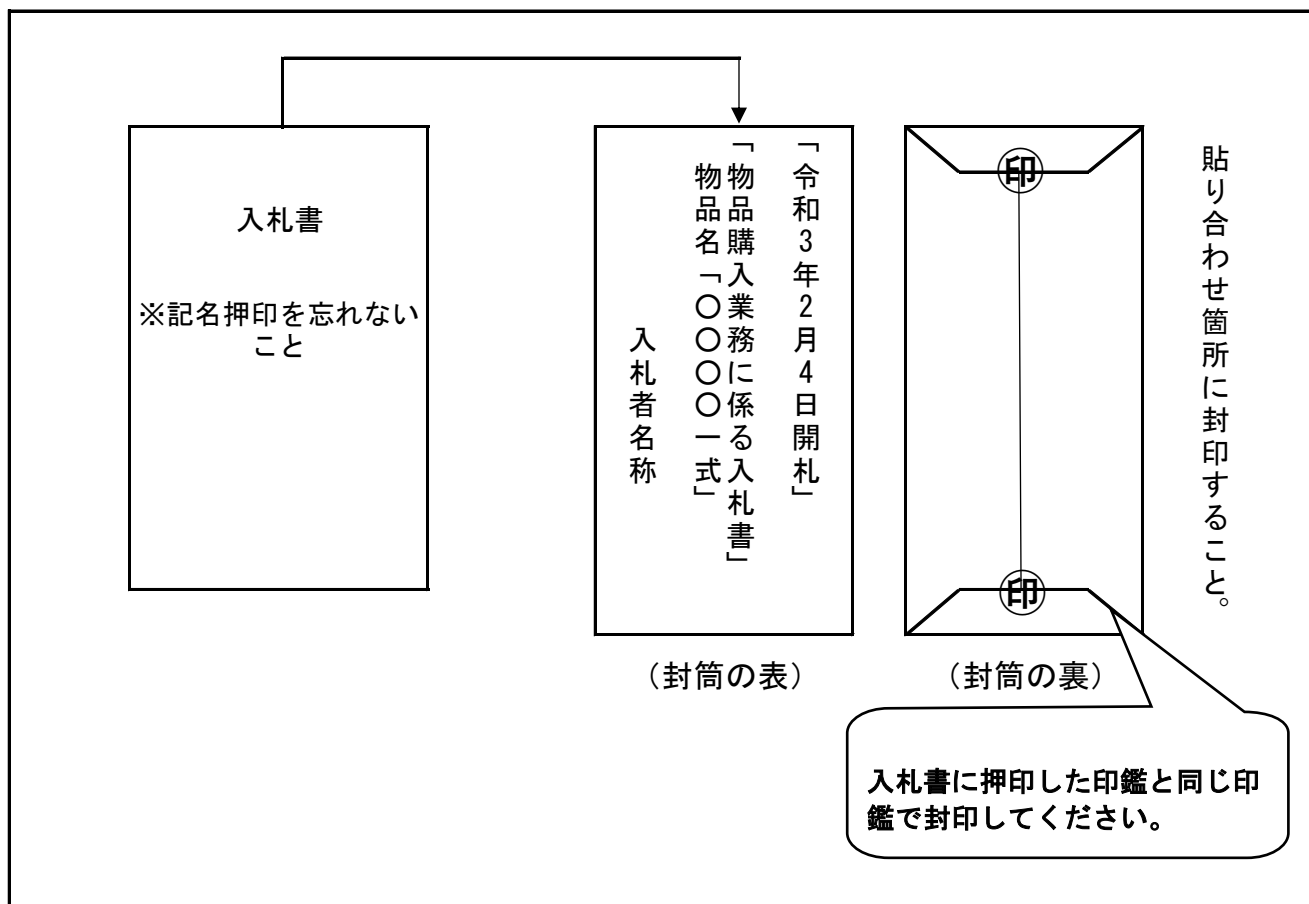 入札書
※記名押印を忘れない
こと
「令和3年2月4日開札」
「物品購入業務に係る入札書」
物品名「〇〇〇〇一式」
入札者名称
(封筒の表)
印
印
(封筒の裏)
貼り合わせ箇所に封印すること。
入札書に押印した印鑑と同じ印
鑑で封印してください。